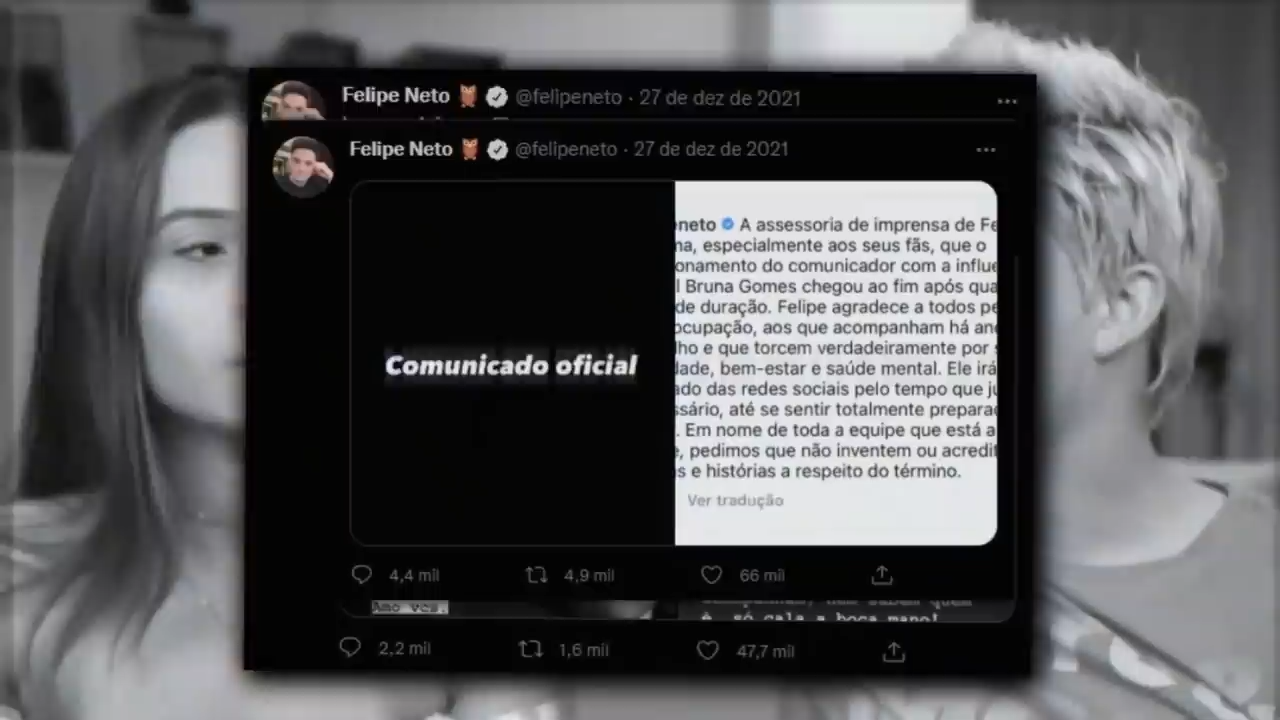 Felipe Neto @felipeneto · 27 de dez de 2021
Felipe Neto @felipeneto · 27 de dez de 2021
Comunicado oficial
neto A assessoria de imprensa de Fe
na, especialmente aos seus fãs, que o
onamento do comunicador com a influe
l Bruna Gomes chegou ao fim após qua
de duração. Felipe agradece a todos pe
ocupação, aos que acompanham há an
lho e que torcem verdadeiramente por s
dade, bem-estar e saúde mental. Ele irá
ado das redes sociais pelo tempo que ju
ssário, até se sentir totalmente preparad
. Em nome de toda a equipe que está a
e, pedimos que não inventem ou acredit
s e histórias a respeito do término.
Ver tradução
4,4 mil 4,9 mil 66 mil
Amo vcs.
é, só cala a boca mano!
2,2 mil 1,6 mil 47,7 mil